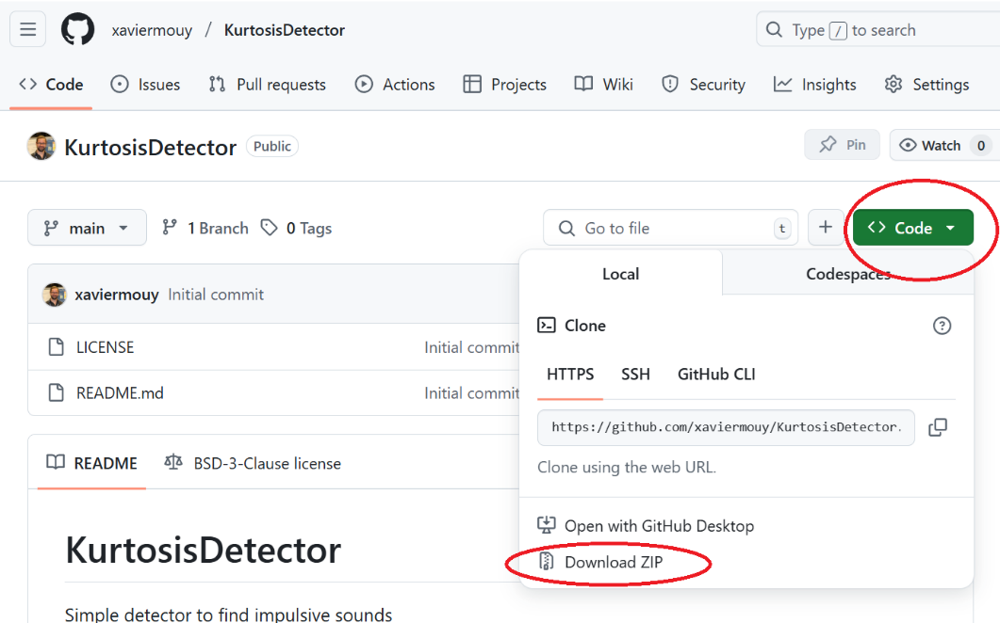 xaviermouy / KurtosisDetector
Type / to search
<> Code
Issues
Pull requests
Actions
Projects
Wiki
Security
Insights
Settings
KurtosisDetector
Public
Pin
Watch 0
main
1 Branch
0 Tags
Go to file
t
+
<> Code
xaviermouy Initial commit
LICENSE
Initial commit
README.md
Initial commit
Local
Codespaces
Clone
?
HTTPS
SSH
GitHub CLI
https://github.com/xaviermouy/KurtosisDetector.
Clone using the web URL.
Open with GitHub Desktop
Download ZIP
README
BSD-3-Clause license
KurtosisDetector
Simple detector to find impulsive sounds